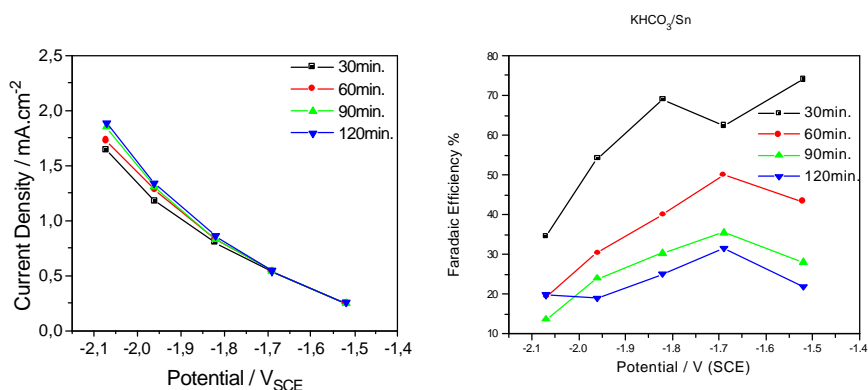 KHCO3/Sn
2,5
2,0
1,5
1,0
0,5
0,0
Current Density / mA.cm-2
30min.
60min.
90min.
120min.
-2,1 -2,0 -1,9 -1,8 -1,7 -1,6 -1,5 -1,4
Potential / VSCE
80
70
60
50
40
30
20
10
Faradaic Efficiency %
30min.
60min.
90min.
120min.
-2.1 -2.0 -1.9 -1.8 -1.7 -1.6 -1.5 -1.4
Potential / V (SCE)